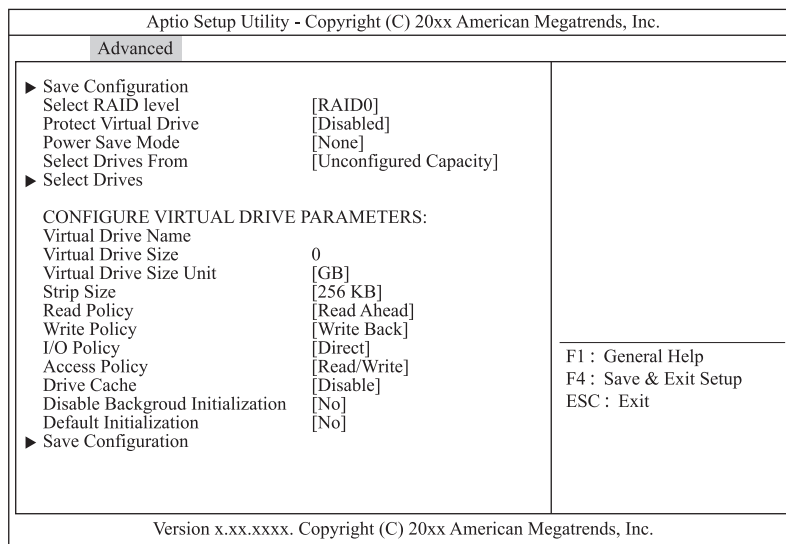 Aptio Setup Utility - Copyright (C) 20xx American Megatrends, Inc.
Advanced
▶ Save Configuration
Select RAID level [RAID0]
Protect Virtual Drive [Disabled]
Power Save Mode [None]
Select Drives From [Unconfigured Capacity]
▶ Select Drives
CONFIGURE VIRTUAL DRIVE PARAMETERS:
Virtual Drive Name
Virtual Drive Size 0
Virtual Drive Size Unit [GB]
Strip Size [256 KB]
Read Policy [Read Ahead]
Write Policy [Write Back]
I/O Policy [Direct]
Access Policy [Read/Write]
Drive Cache [Disable]
Disable Backgroud Initialization [No]
Default Initialization [No]
▶ Save Configuration
F1 : General Help
F4 : Save & Exit Setup
ESC : Exit
Version x.xx.xxxx. Copyright (C) 20xx American Megatrends, Inc.